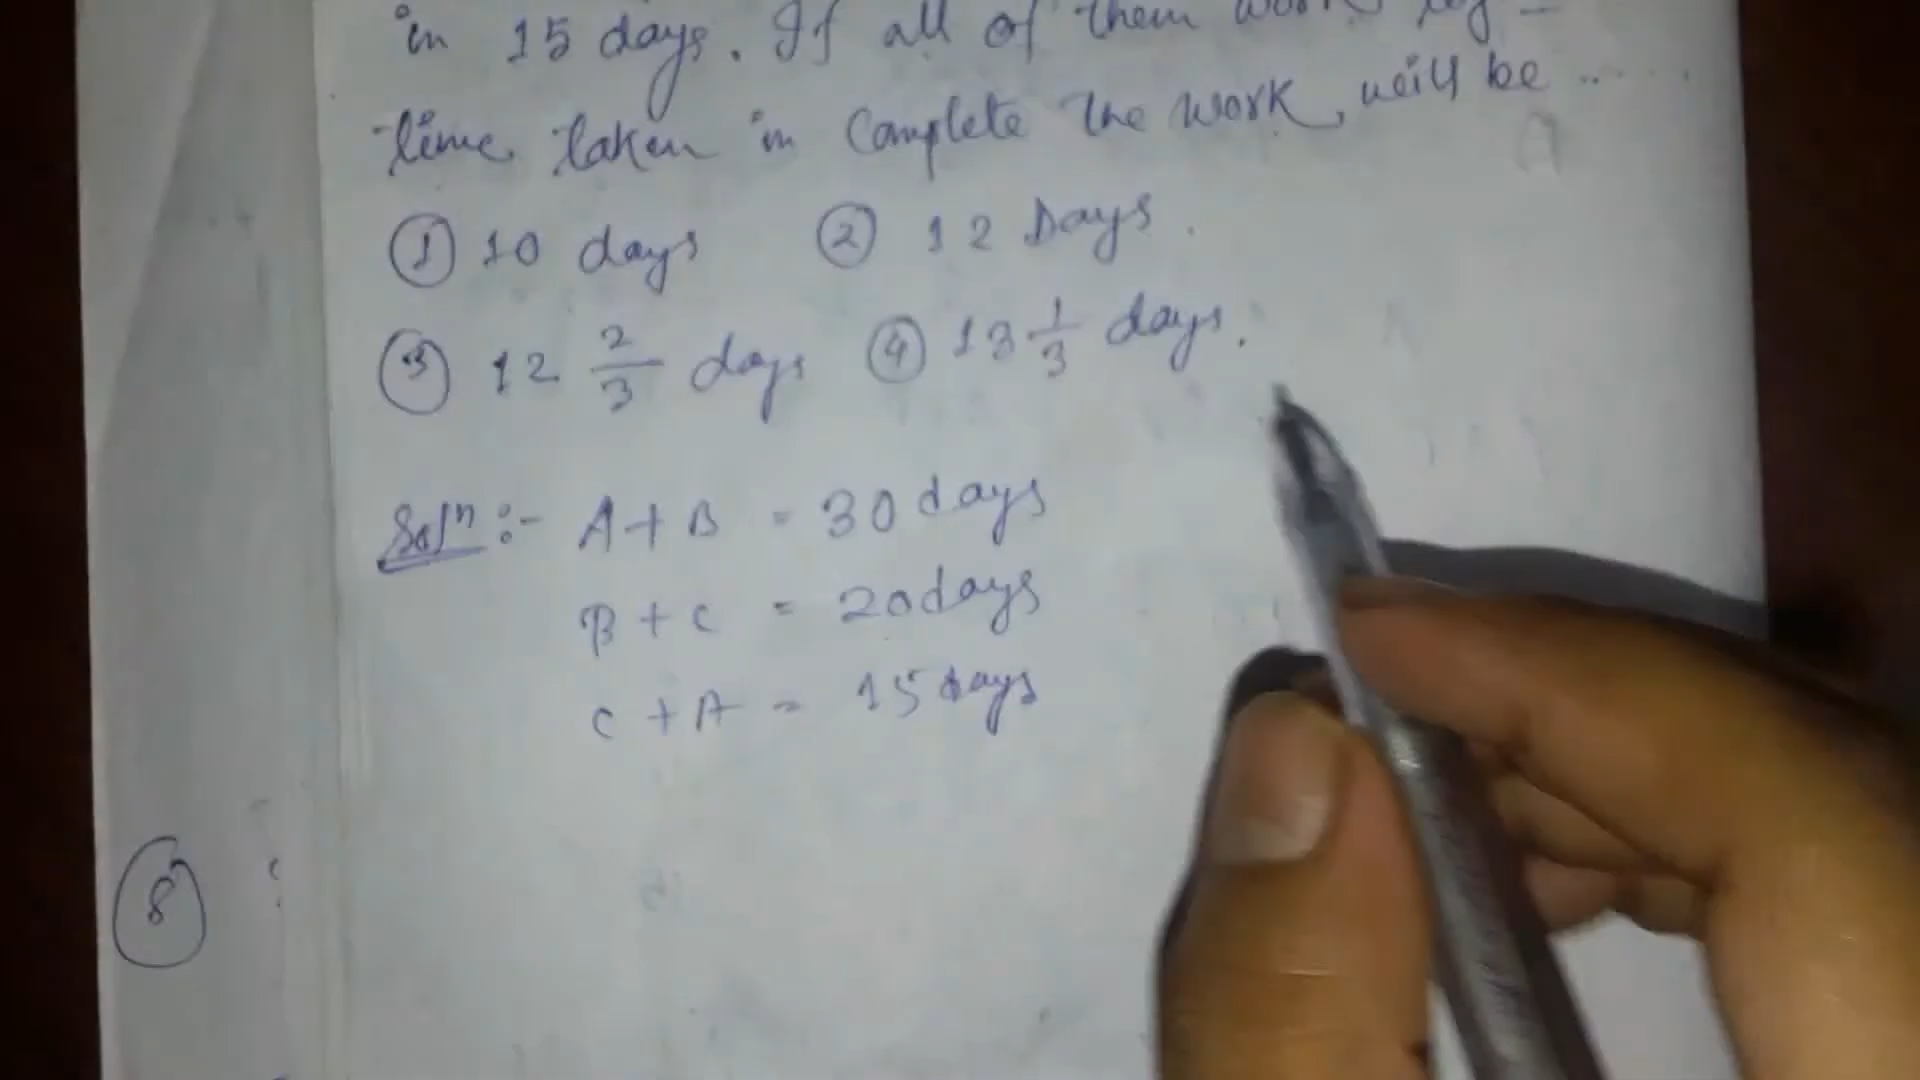 in 15 days. If all of them work tog-
time taken in Complete the work, will be .....
① 10 days ② 12 Days.
③ 12 2/3 days ④ 13 1/3 days.
Solⁿ :- A + B = 30 days
B + C = 20 days
C + A = 15 days
8